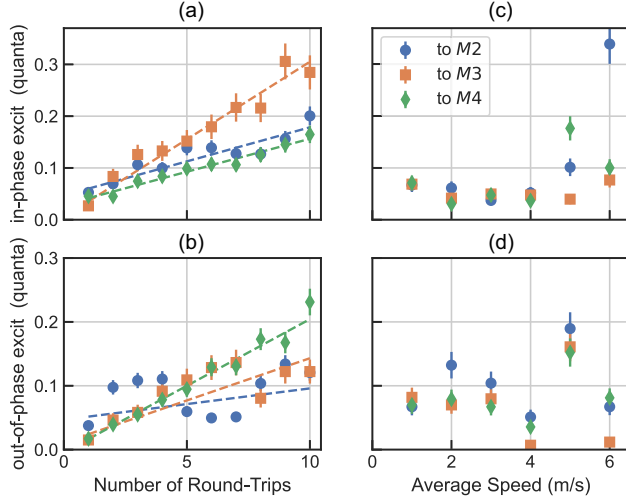 (a)
(c)
in-phase excit (quanta)
0.3
0.2
0.1
0.0
to M2
to M3
to M4
(b)
(d)
out-of-phase excit (quanta)
0.3
0.2
0.1
0.0
0
5
10
Number of Round-Trips
0
2
4
6
Average Speed (m/s)